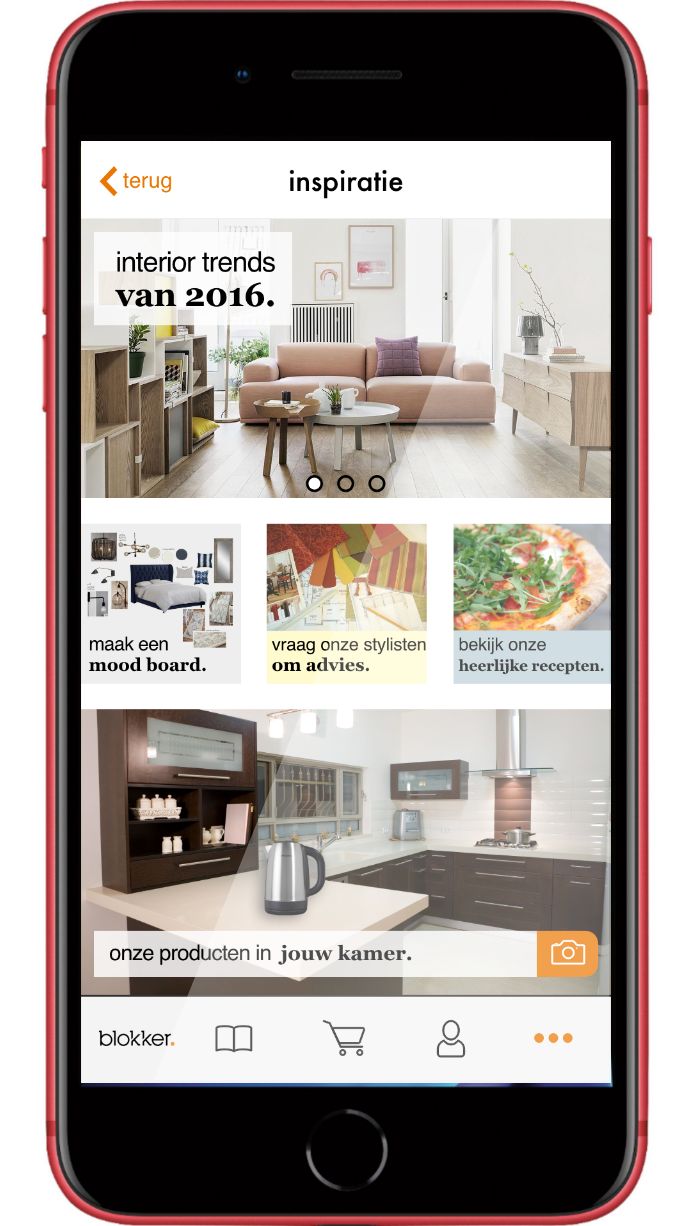 terug
inspiratie
interior trends
van 2016.
maak een
mood board.
vraag onze stylisten
om advies.
bekijk onze
heerlijke recepten.
onze producten in jouw kamer.
blokker.